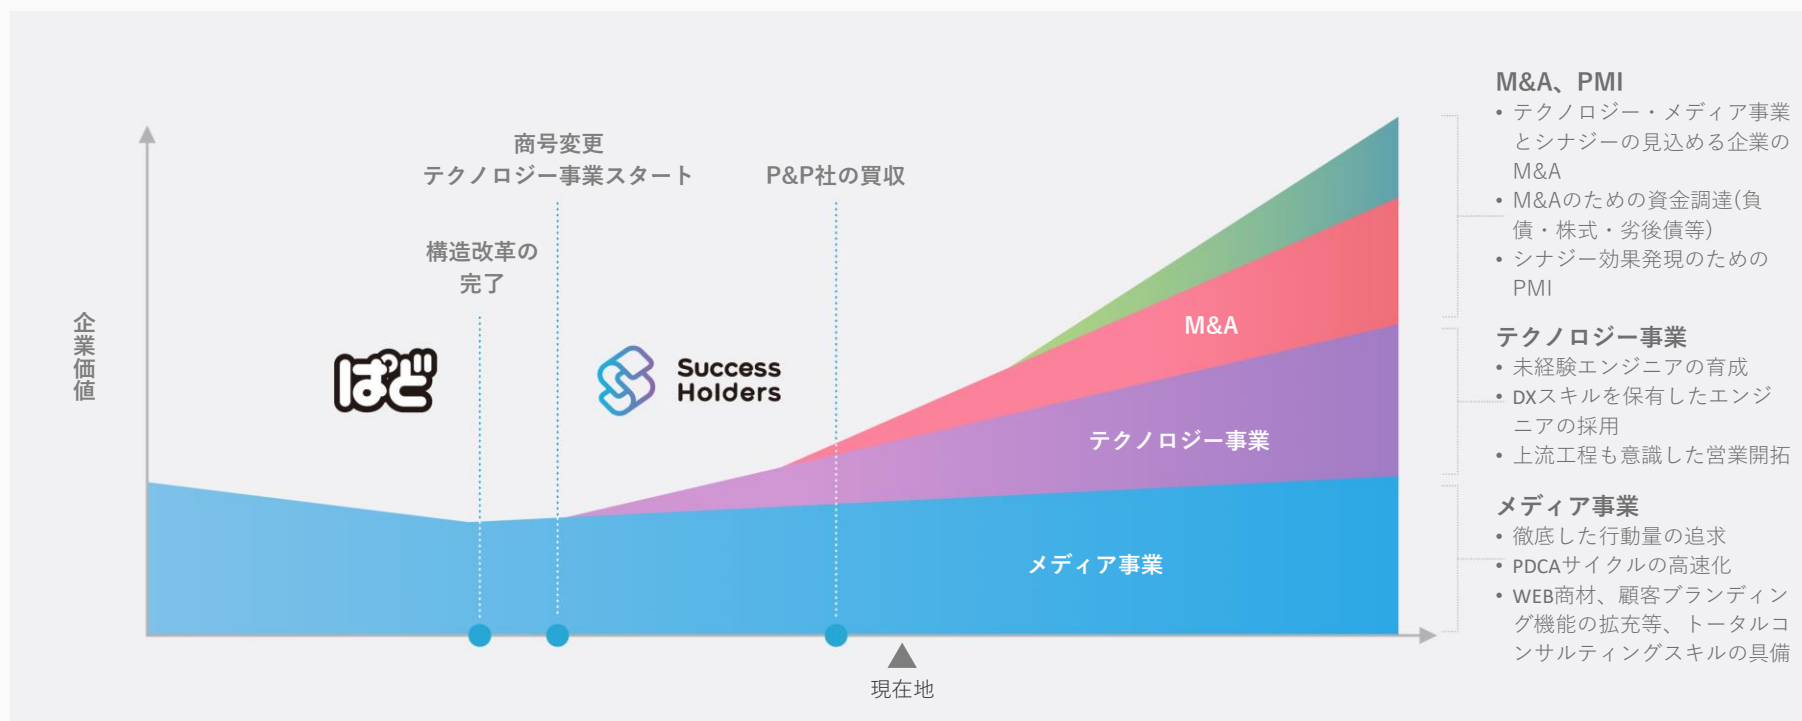 商号変更
テクノロジー事業スタート
P&P社の買収
構造改革の
完了
企業価値
ぱど
Success
Holders
M&A
テクノロジー事業
メディア事業
現在地
M&A、PMI
• テクノロジー・メディア事業
とシナジーの見込める企業の
M&A
• M&Aのための資金調達(負
債・株式・劣後債等)
• シナジー効果発現のための
PMI
テクノロジー事業
• 未経験エンジニアの育成
• DXスキルを保有したエンジ
ニアの採用
• 上流工程も意識した営業開拓
メディア事業
• 徹底した行動量の追求
• PDCAサイクルの高速化
• WEB商材、顧客ブランディン
グ機能の拡充等、トータルコ
ンサルティングスキルの具備